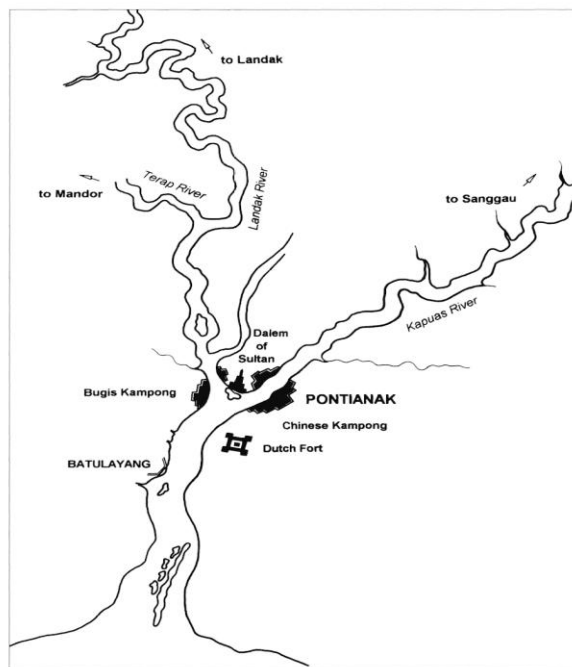 to Landak
Terap River
to Mandor
Landak River
to Sanggau
Kapuas River
Dalem
of
Sultan
Bugis Kampong
PONTIANAK
Chinese Kampong
Dutch Fort
BATULAYANG